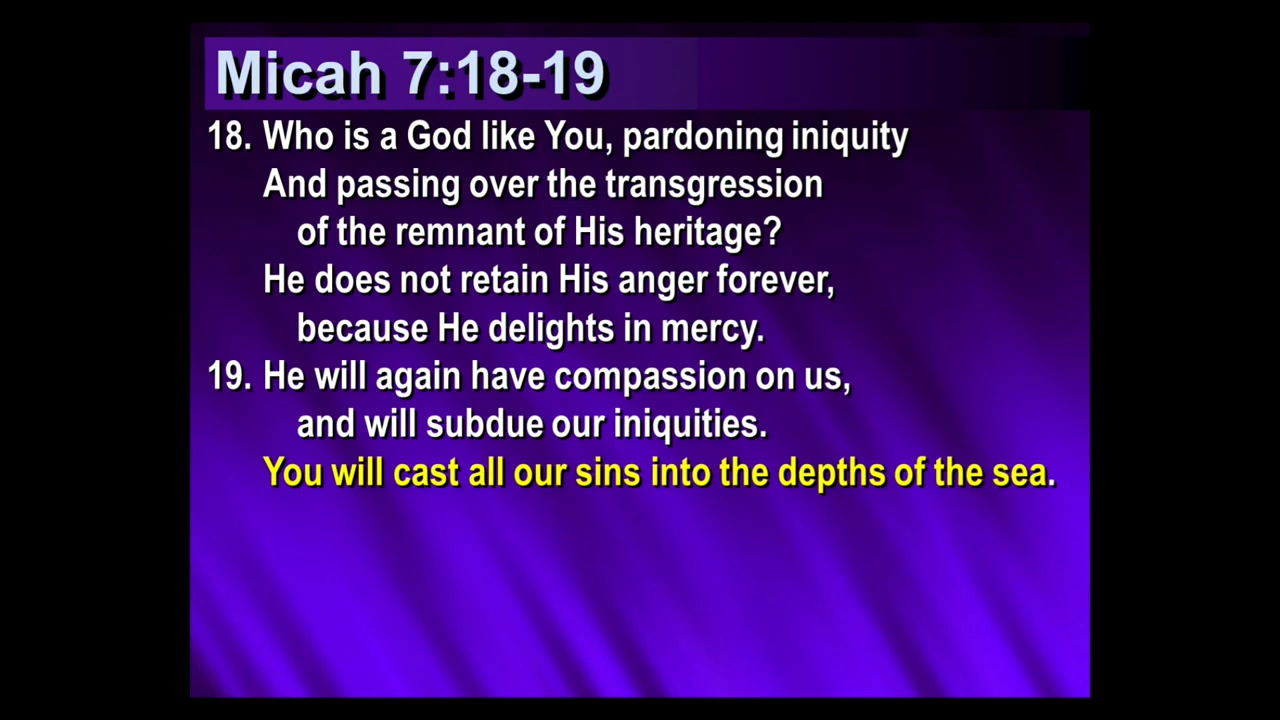 Micah 7:18-19
18. Who is a God like You, pardoning iniquity
And passing over the transgression
of the remnant of His heritage?
He does not retain His anger forever,
because He delights in mercy.
19. He will again have compassion on us,
and will subdue our iniquities.
You will cast all our sins into the depths of the sea.